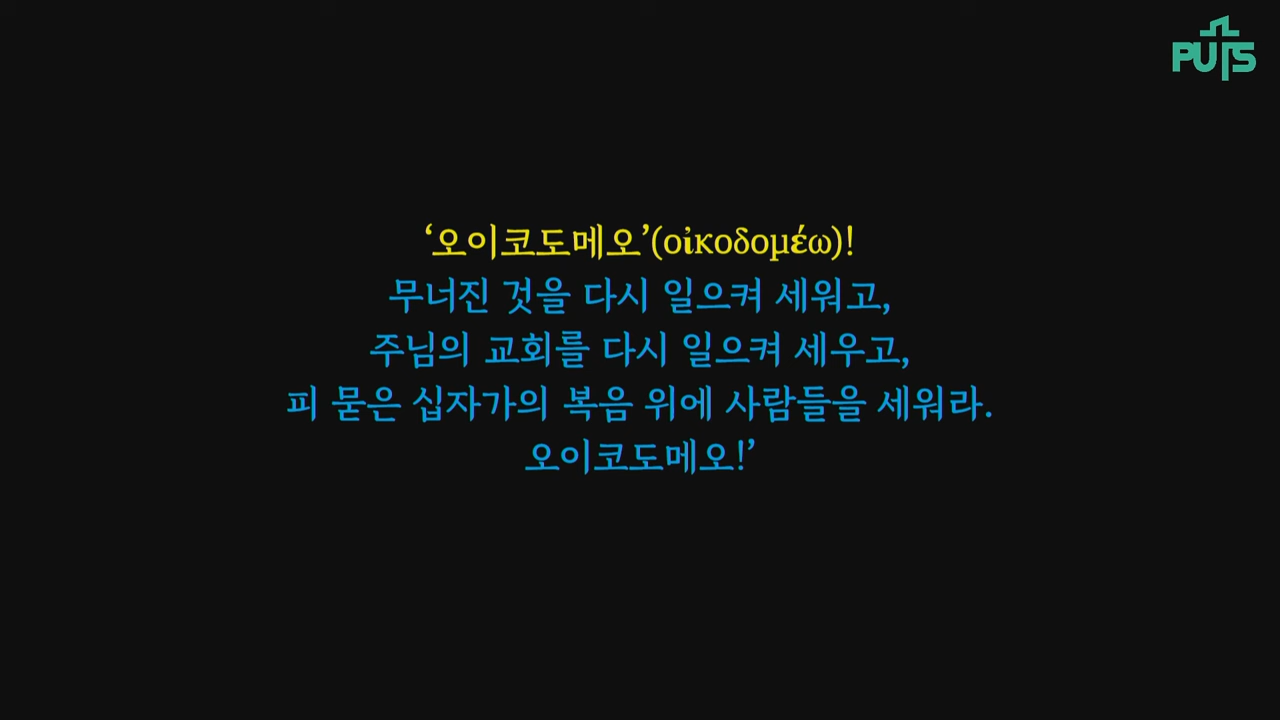 PUTS
‘오이코도메오’(οἰκοδομέω)!
무너진 것을 다시 일으켜 세워고,
주님의 교회를 다시 일으켜 세우고,
피 묻은 십자가의 복음 위에 사람들을 세워라.
오이코도메오!’